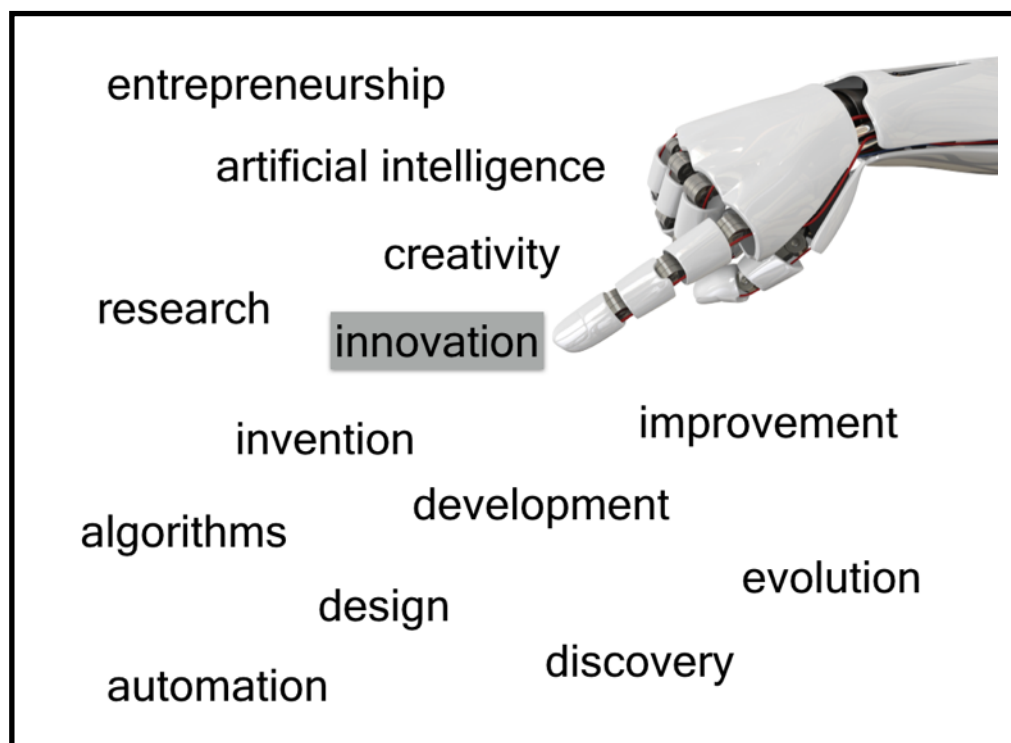 entrepreneurship
artificial intelligence
creativity
research
innovation
improvement
invention
development
algorithms
evolution
design
discovery
automation